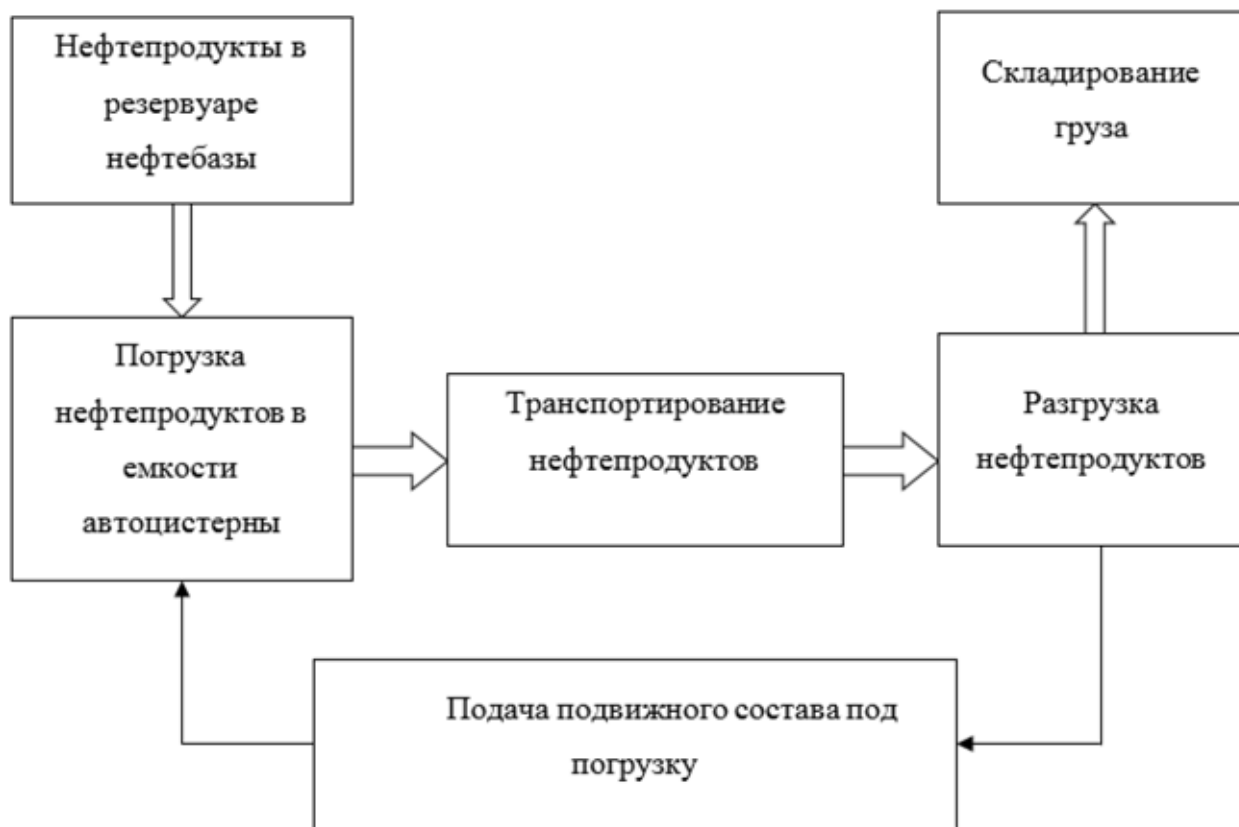 Нефтепродукты в
резервуаре
нефтебазы
Складирование
груза
Погрузка
нефтепродуктов в
емкости
автоцистерны
Транспортирование
нефтепродуктов
Разгрузка
нефтепродуктов
Подача подвижного состава под
погрузку